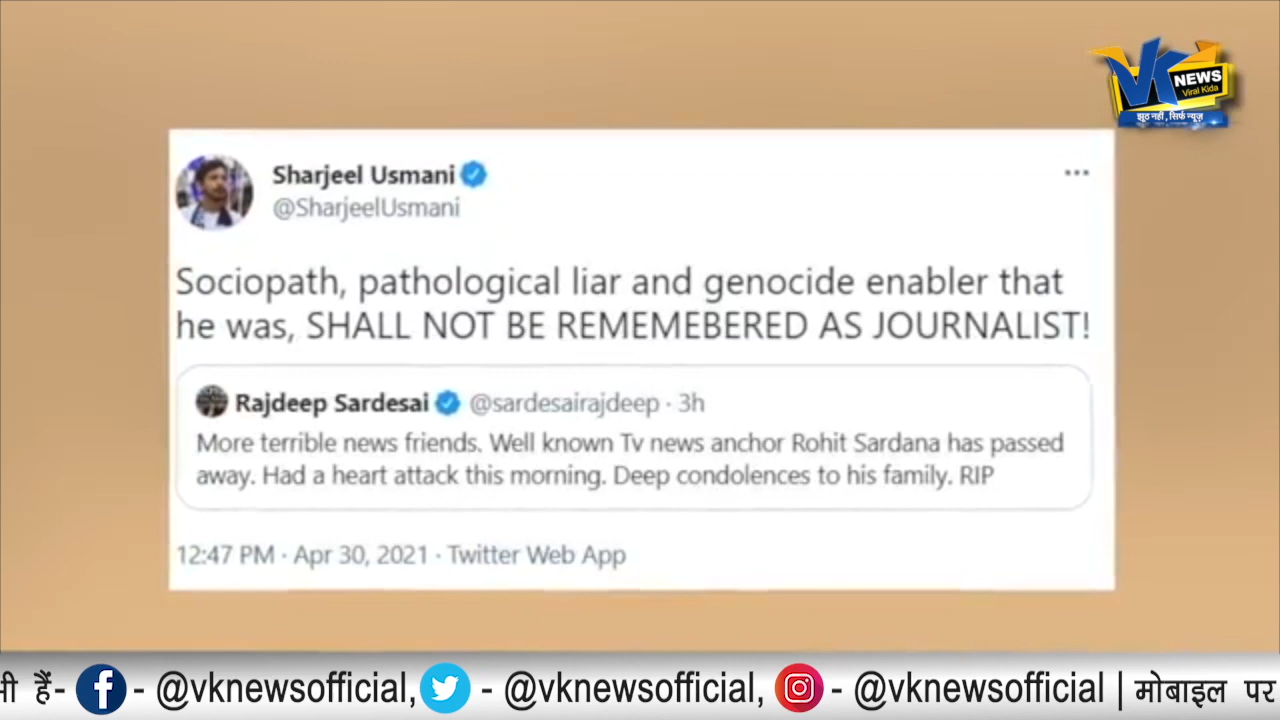 VK NEWS
Viral Kida
झूठ नहीं, सिर्फ न्यूज़
Sharjeel Usmani
@SharjeelUsmani
Sociopath, pathological liar and genocide enabler that
he was, SHALL NOT BE REMEMEBERED AS JOURNALIST!
Rajdeep Sardesai @sardesairajdeep · 3h
More terrible news friends. Well known Tv news anchor Rohit Sardana has passed
away. Had a heart attack this morning. Deep condolences to his family. RIP
12:47 PM · Apr 30, 2021 · Twitter Web App
हैं- - @vknewsofficial, - @vknewsofficial, - @vknewsofficial | मोबाइल पर